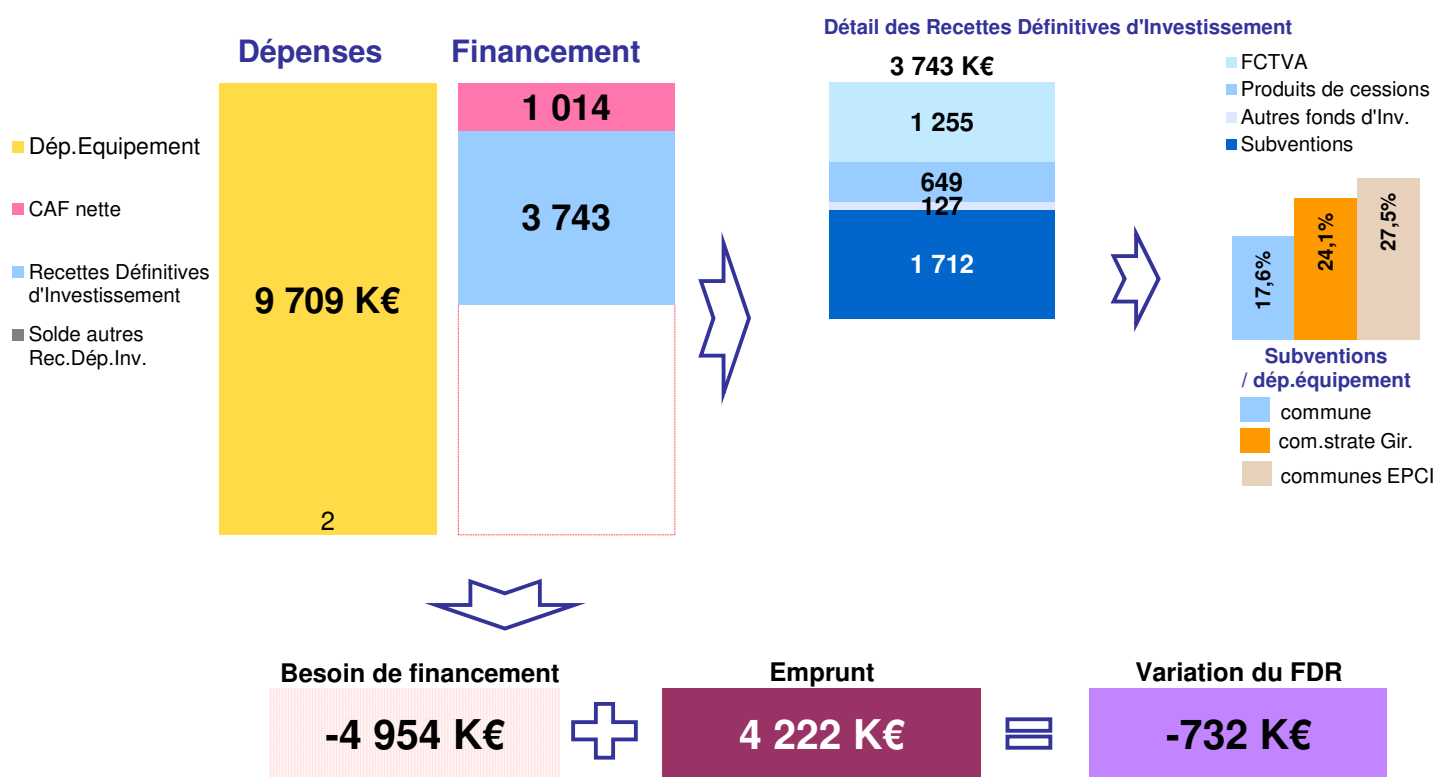 Détail des Recettes Définitives d'Investissement
Dépenses
Financement
3 743 K€
FCTVA
Produits de cessions
Autres fonds d'Inv.
Subventions
Dép.Equipement
CAF nette
Recettes Définitives
d'Investissement
Solde autres
Rec.Dép.Inv.
9 709 K€
2
1 014
3 743
1 255
649
127
1 712
17,6%
24,1%
27,5%
Subventions
/ dép.équipement
commune
com.strate Gir.
communes EPCI
Besoin de financement
-4 954 K€
Emprunt
4 222 K€
Variation du FDR
-732 K€